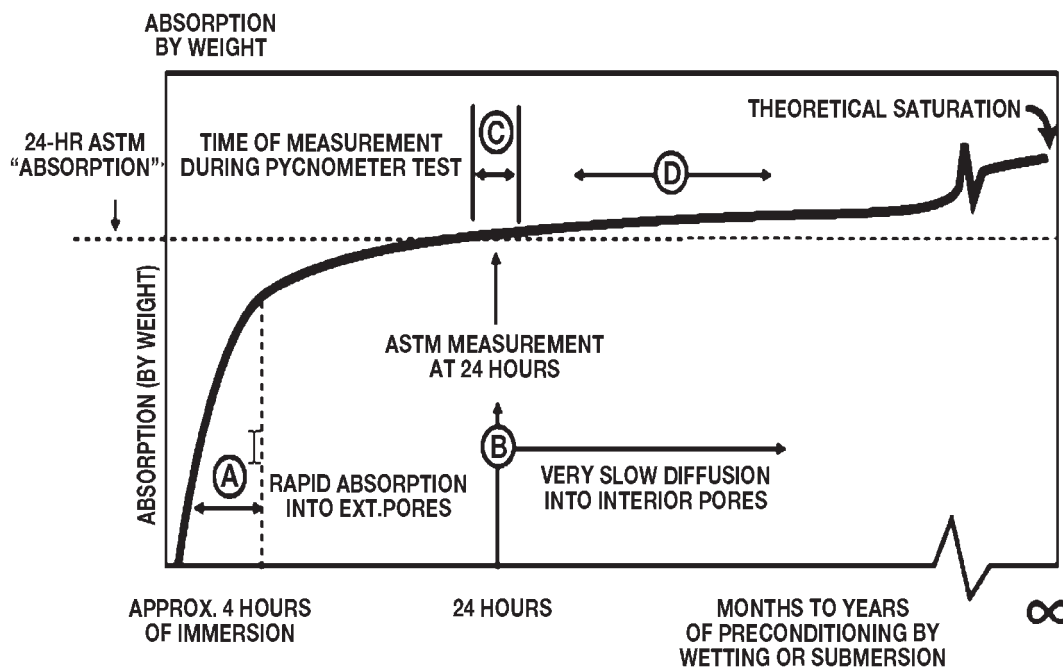 ABSORPTION
BY WEIGHT
THEORETICAL SATURATION
24-HR ASTM
“ABSORPTION”
TIME OF MEASUREMENT
DURING PYCNOMETER TEST
C
D
ABSORPTION (BY WEIGHT)
ASTM MEASUREMENT
AT 24 HOURS
A
RAPID ABSORPTION
INTO EXT.PORES
B
VERY SLOW DIFFUSION
INTO INTERIOR PORES
APPROX. 4 HOURS
OF IMMERSION
24 HOURS
MONTHS TO YEARS
OF PRECONDITIONING BY
WETTING OR SUBMERSION
∞